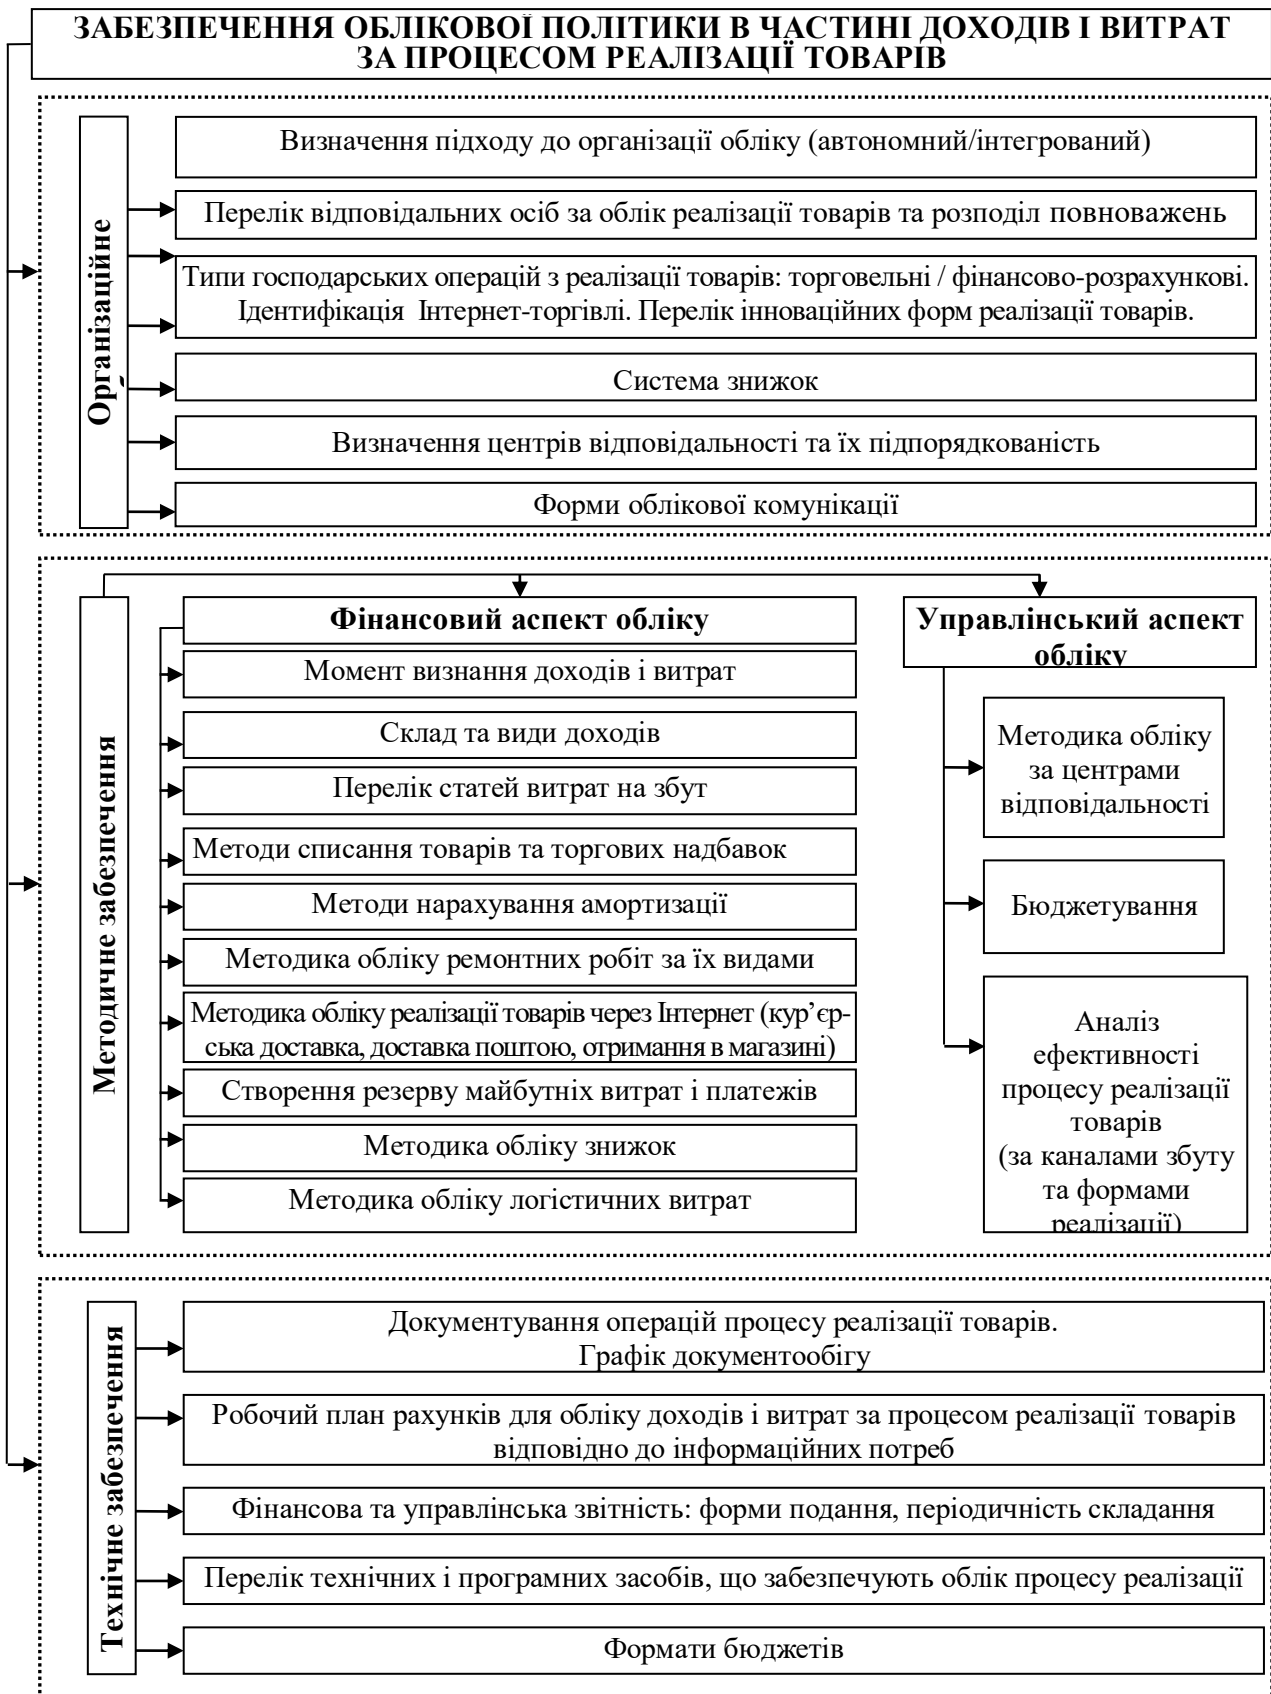 ЗАБЕЗПЕЧЕННЯ ОБЛІКОВОЇ ПОЛІТИКИ В ЧАСТИНІ ДОХОДІВ І ВИТРАТ
ЗА ПРОЦЕСОМ РЕАЛІЗАЦІЇ ТОВАРІВ
Організаційне
Визначення підходу до організації обліку (автономний/інтегрований)
Перелік відповідальних осіб за облік реалізації товарів та розподіл повноважень
Типи господарських операцій з реалізації товарів: торговельні / фінансово-розрахункові.
Ідентифікація Інтернет-торгівлі. Перелік інноваційних форм реалізації товарів.
Система знижок
Визначення центрів відповідальності та їх підпорядкованість
Форми облікової комунікації
Методичне забезпечення
Фінансовий аспект обліку
Момент визнання доходів і витрат
Склад та види доходів
Перелік статей витрат на збут
Методи списання товарів та торгових надбавок
Методи нарахування амортизації
Методика обліку ремонтних робіт за їх видами
Методика обліку реалізації товарів через Інтернет (кур’єр-
ська доставка, доставка поштою, отримання в магазині)
Створення резерву майбутніх витрат і платежів
Методика обліку знижок
Методика обліку логістичних витрат
Управлінський аспект
обліку
Методика обліку
за центрами
відповідальності
Бюджетування
Аналіз
ефективності
процесу реалізації
товарів
(за каналами збуту
та формами
реалізації)
Технічне забезпечення
Документування операцій процесу реалізації товарів.
Графік документообігу
Робочий план рахунків для обліку доходів і витрат за процесом реалізації товарів
відповідно до інформаційних потреб
Фінансова та управлінська звітність: форми подання, періодичність складання
Перелік технічних і програмних засобів, що забезпечують облік процесу реалізації
Формати бюджетів